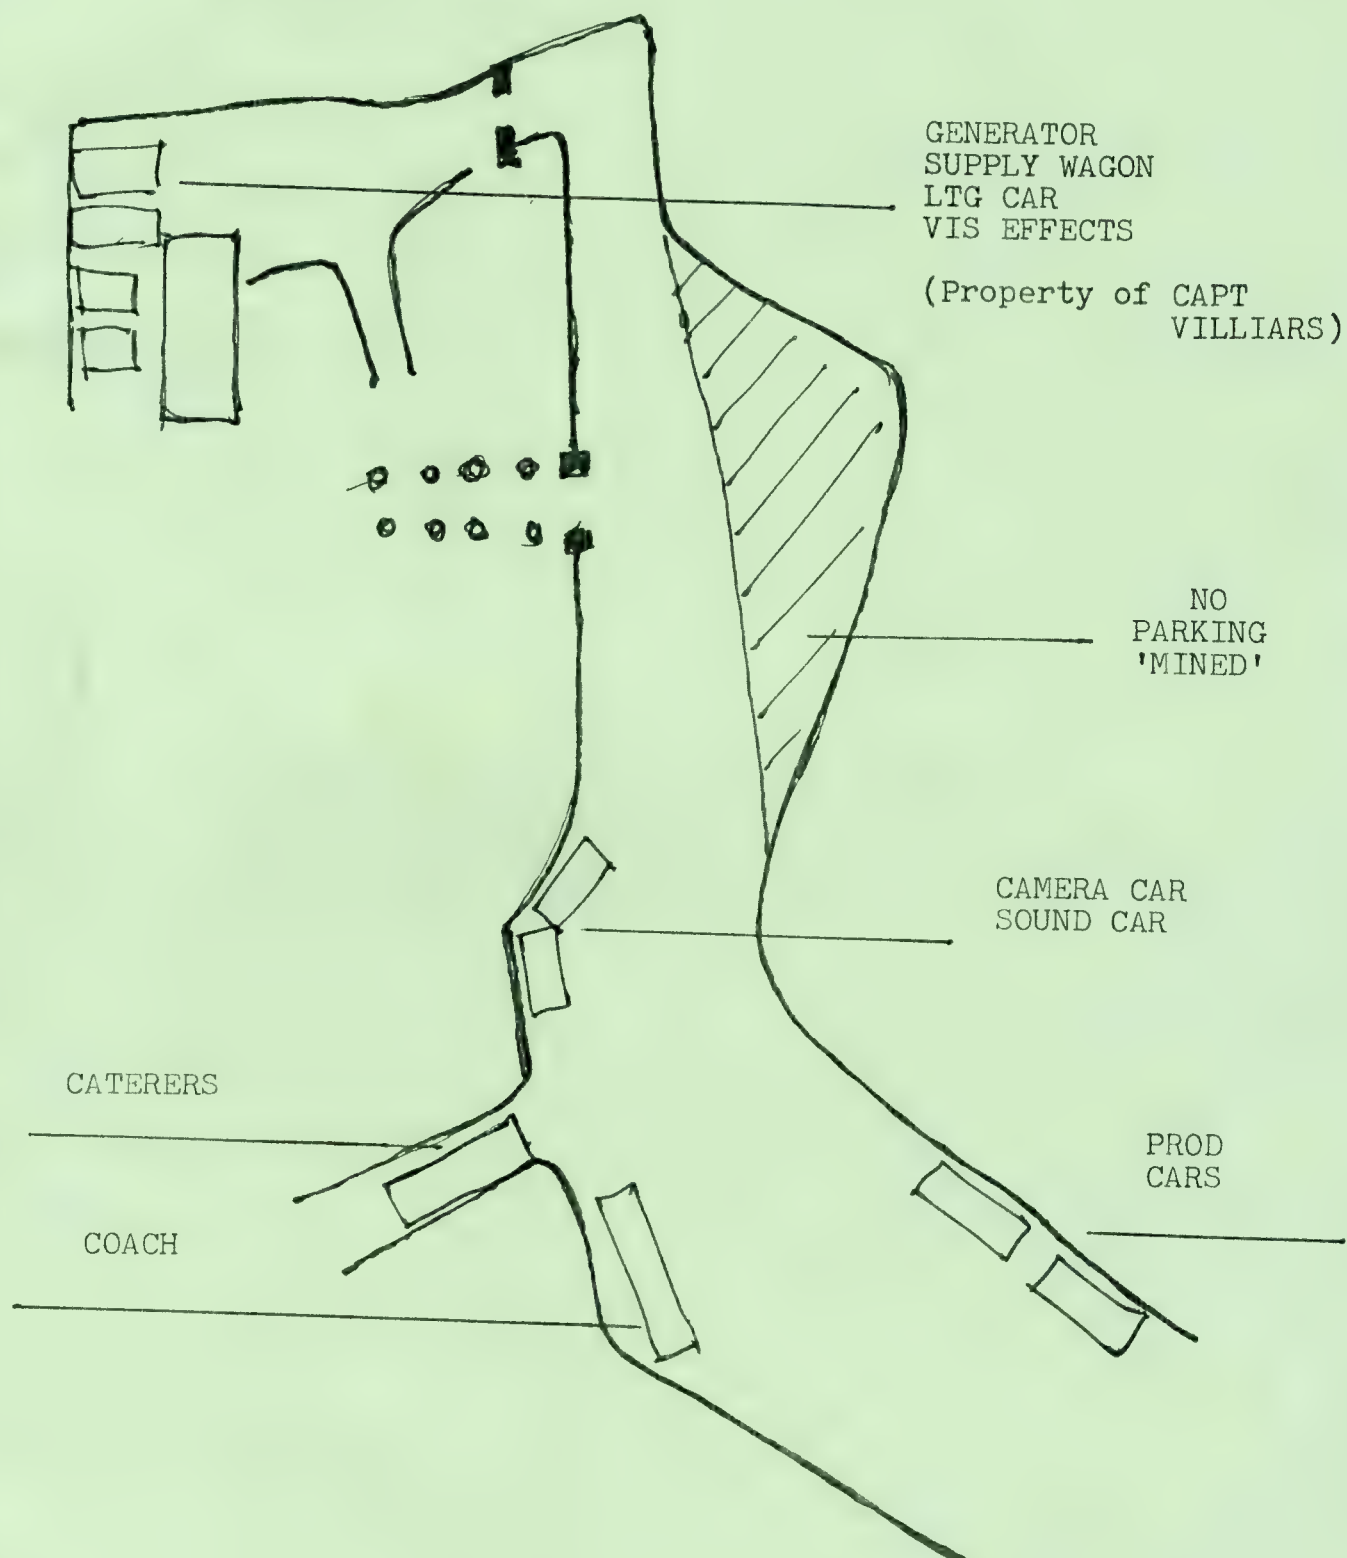 GENERATOR
SUPPLY WAGON
LTG CAR
VIS EFFECTS
(Property of CAPT
VILLIARS)
NO
PARKING
'MINED'
CAMERA CAR
SOUND CAR
CATERERS
PROD
CARS
COACH